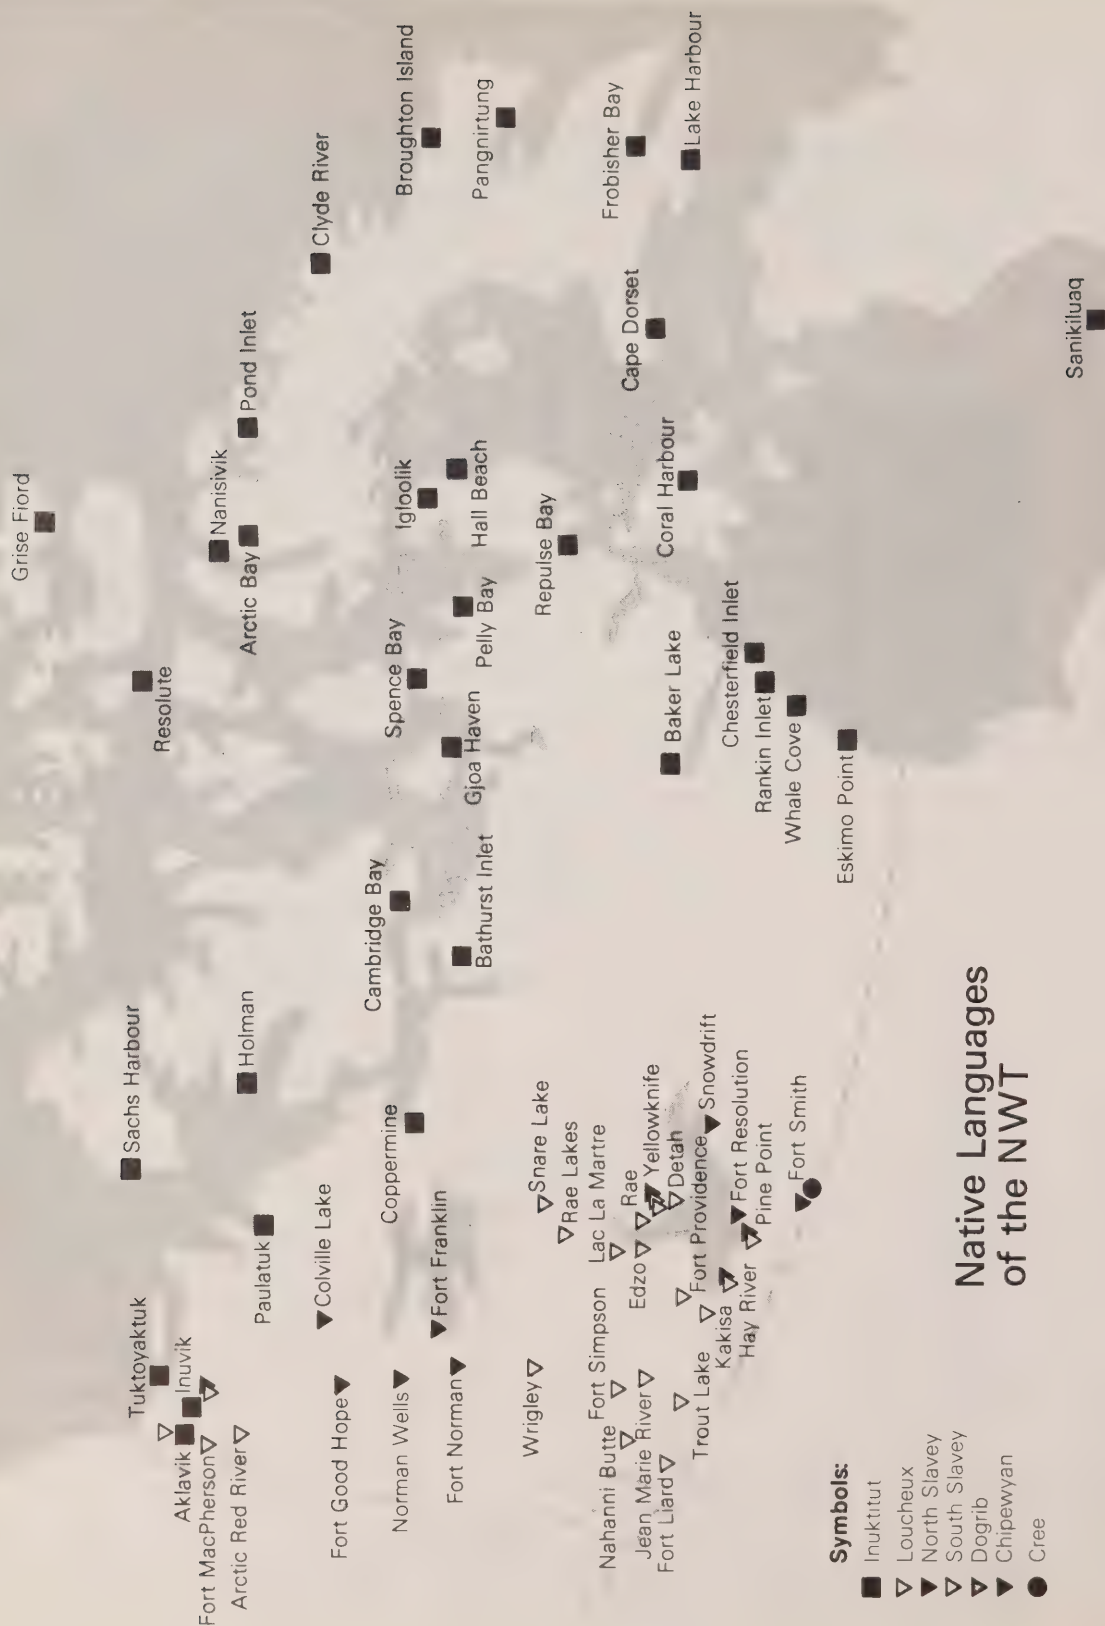 Grise Fiord
Resolute
Nanisivik
Arctic Bay
Pond Inlet
Clyde River
Broughton Island
Pangnirtung
Frobisher Bay
Lake Harbour
Cape Dorset
Sanikiluaq
Igloolik
Hall Beach
Repulse Bay
Coral Harbour
Spence Bay
Pelly Bay
Gjoa Haven
Baker Lake
Chesterfield Inlet
Rankin Inlet
Whale Cove
Eskimo Point
Cambridge Bay
Bathurst Inlet
Sachs Harbour
Holman
Coppermine
Paulatuk
Tuktoyaktuk
Inuvik
Aklavik
Fort MacPherson
Arctic Red River
Colville Lake
Fort Good Hope
Fort Franklin
Norman Wells
Fort Norman
Wrigley
Snare Lake
Rae Lakes
Lac La Martre
Rae
Edzo
Yellowknife
Detah
Snowdrift
Fort Simpson
Fort Providence
Fort Resolution
Pine Point
Fort Smith
Nahanni Butte
Jean Marie River
Fort Liard
Trout Lake
Kakisa
Hay River
Native Languages
of the NWT
Symbols:
Inuktitut
Loucheux
North Slavey
South Slavey
Dogrib
Chipewyan
Cree